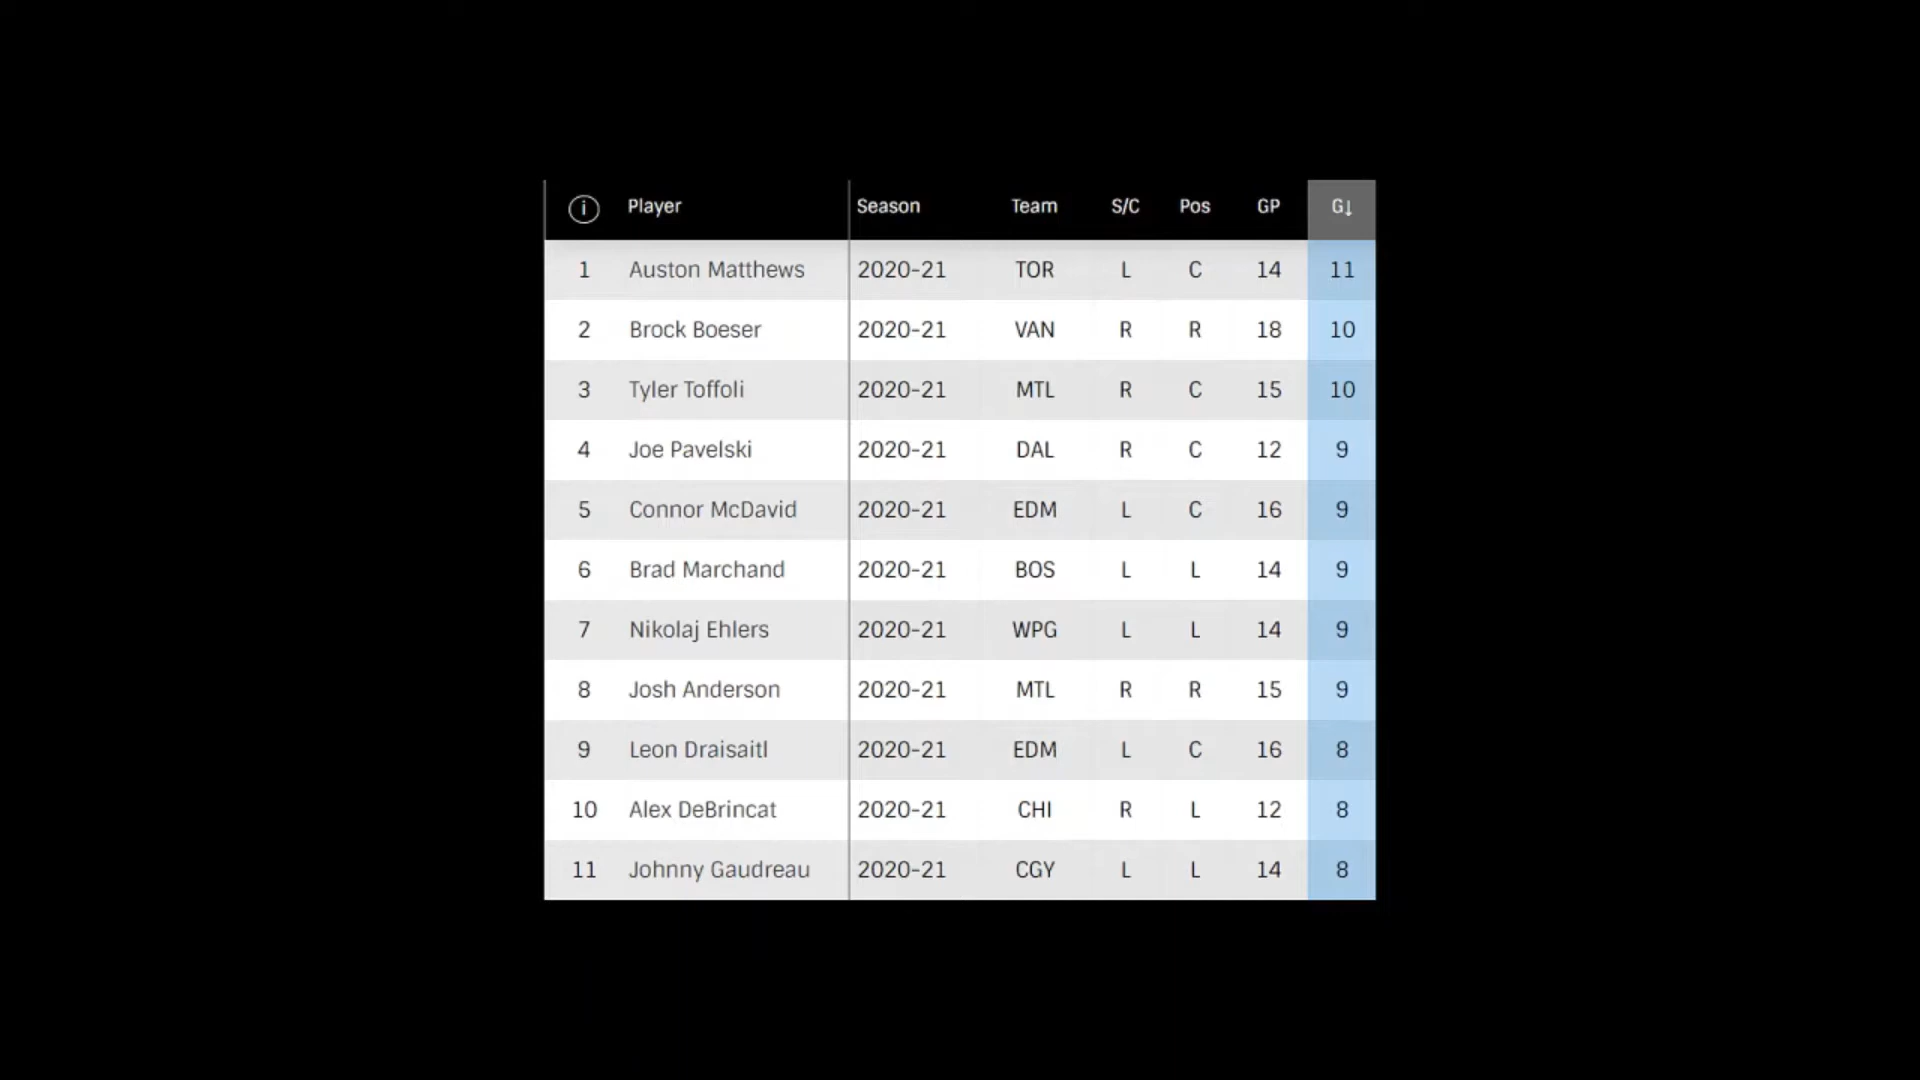 i Player Season Team S/C Pos GP G↓
1 Auston Matthews 2020-21 TOR L C 14 11
2 Brock Boeser 2020-21 VAN R R 18 10
3 Tyler Toffoli 2020-21 MTL R C 15 10
4 Joe Pavelski 2020-21 DAL R C 12 9
5 Connor McDavid 2020-21 EDM L C 16 9
6 Brad Marchand 2020-21 BOS L L 14 9
7 Nikolaj Ehlers 2020-21 WPG L L 14 9
8 Josh Anderson 2020-21 MTL R R 15 9
9 Leon Draisaitl 2020-21 EDM L C 16 8
10 Alex DeBrincat 2020-21 CHI R L 12 8
11 Johnny Gaudreau 2020-21 CGY L L 14 8